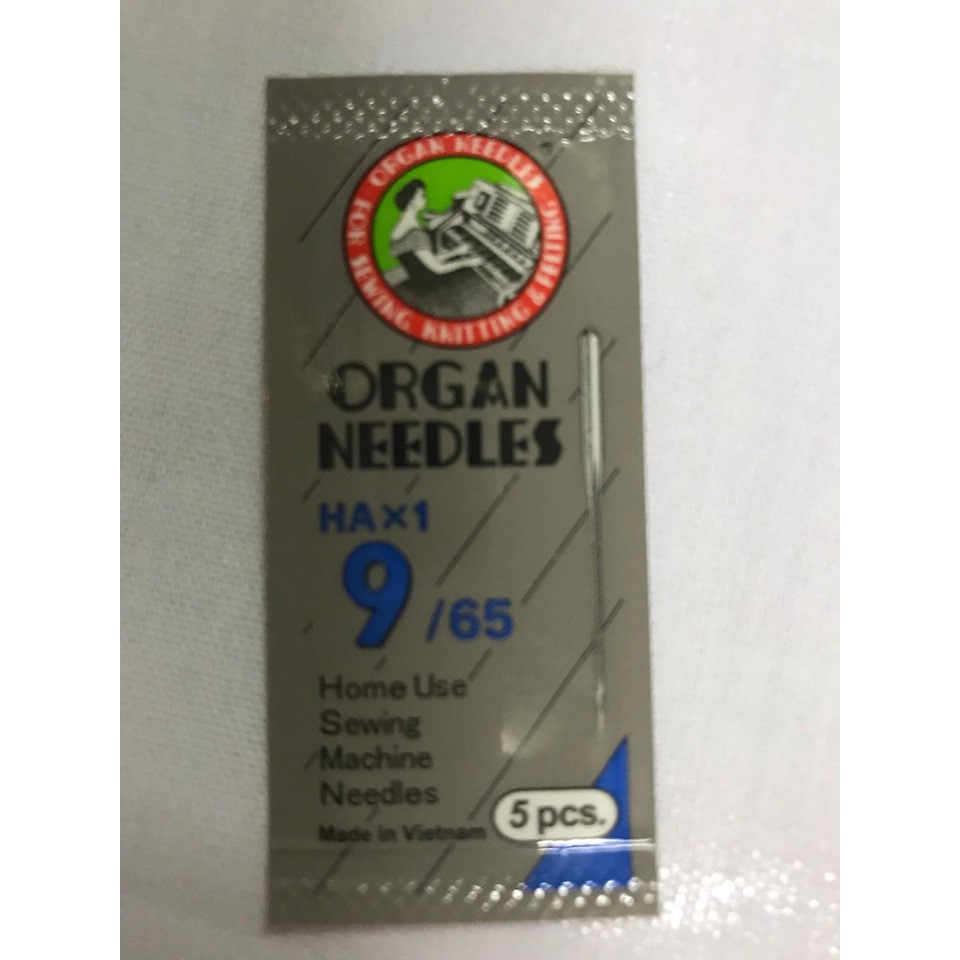 ORGAN NEEDLES
FOR SEWING, KNITTING & FELTING
ORGAN
NEEDLES
HA×1
9/65
Home Use
Sewing
Machine
Needles
Made in Vietnam
5 pcs.